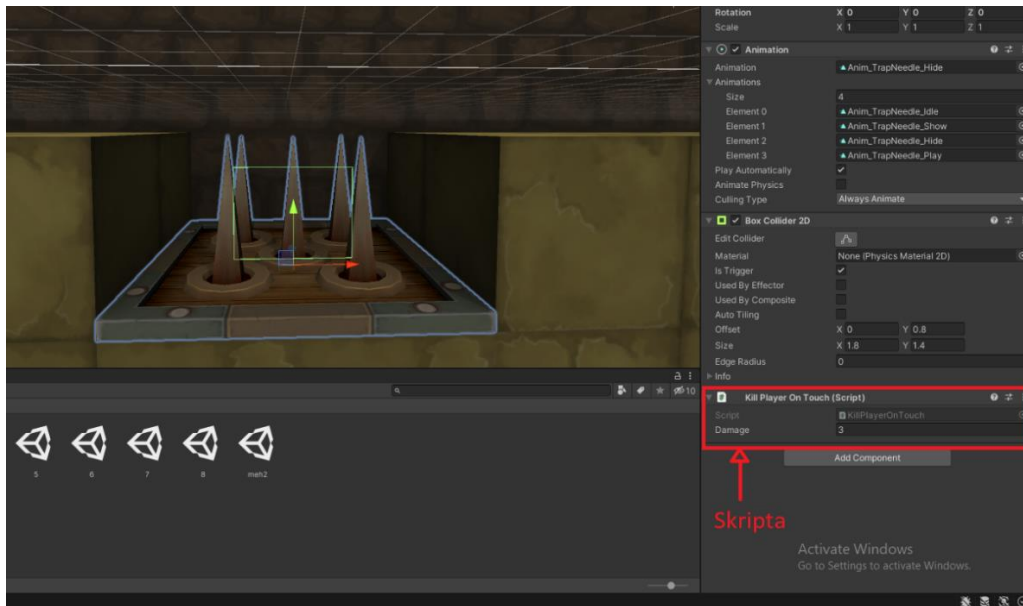 Rotation X 0 Y 0 Z 0
Scale X 1 Y 1 Z 1
Animation
Animation Anim_TrapNeedle_Hide
Animations
Size 4
Element 0 Anim_TrapNeedle_Idle
Element 1 Anim_TrapNeedle_Show
Element 2 Anim_TrapNeedle_Hide
Element 3 Anim_TrapNeedle_Play
Play Automatically
Animate Physics
Culling Type Always Animate
Box Collider 2D
Edit Collider
Material None (Physics Material 2D)
Is Trigger
Used By Effector
Used By Composite
Auto Tiling
Offset X 0 Y 0.8
Size X 1.8 Y 1.4
Edge Radius 0
Info
10
Kill Player On Touch (Script)
Script KillPlayerOnTouch
Damage 3
Add Component
5 6 7 8 meh2
Skripta
Activate Windows
Go to Settings to activate Windows.